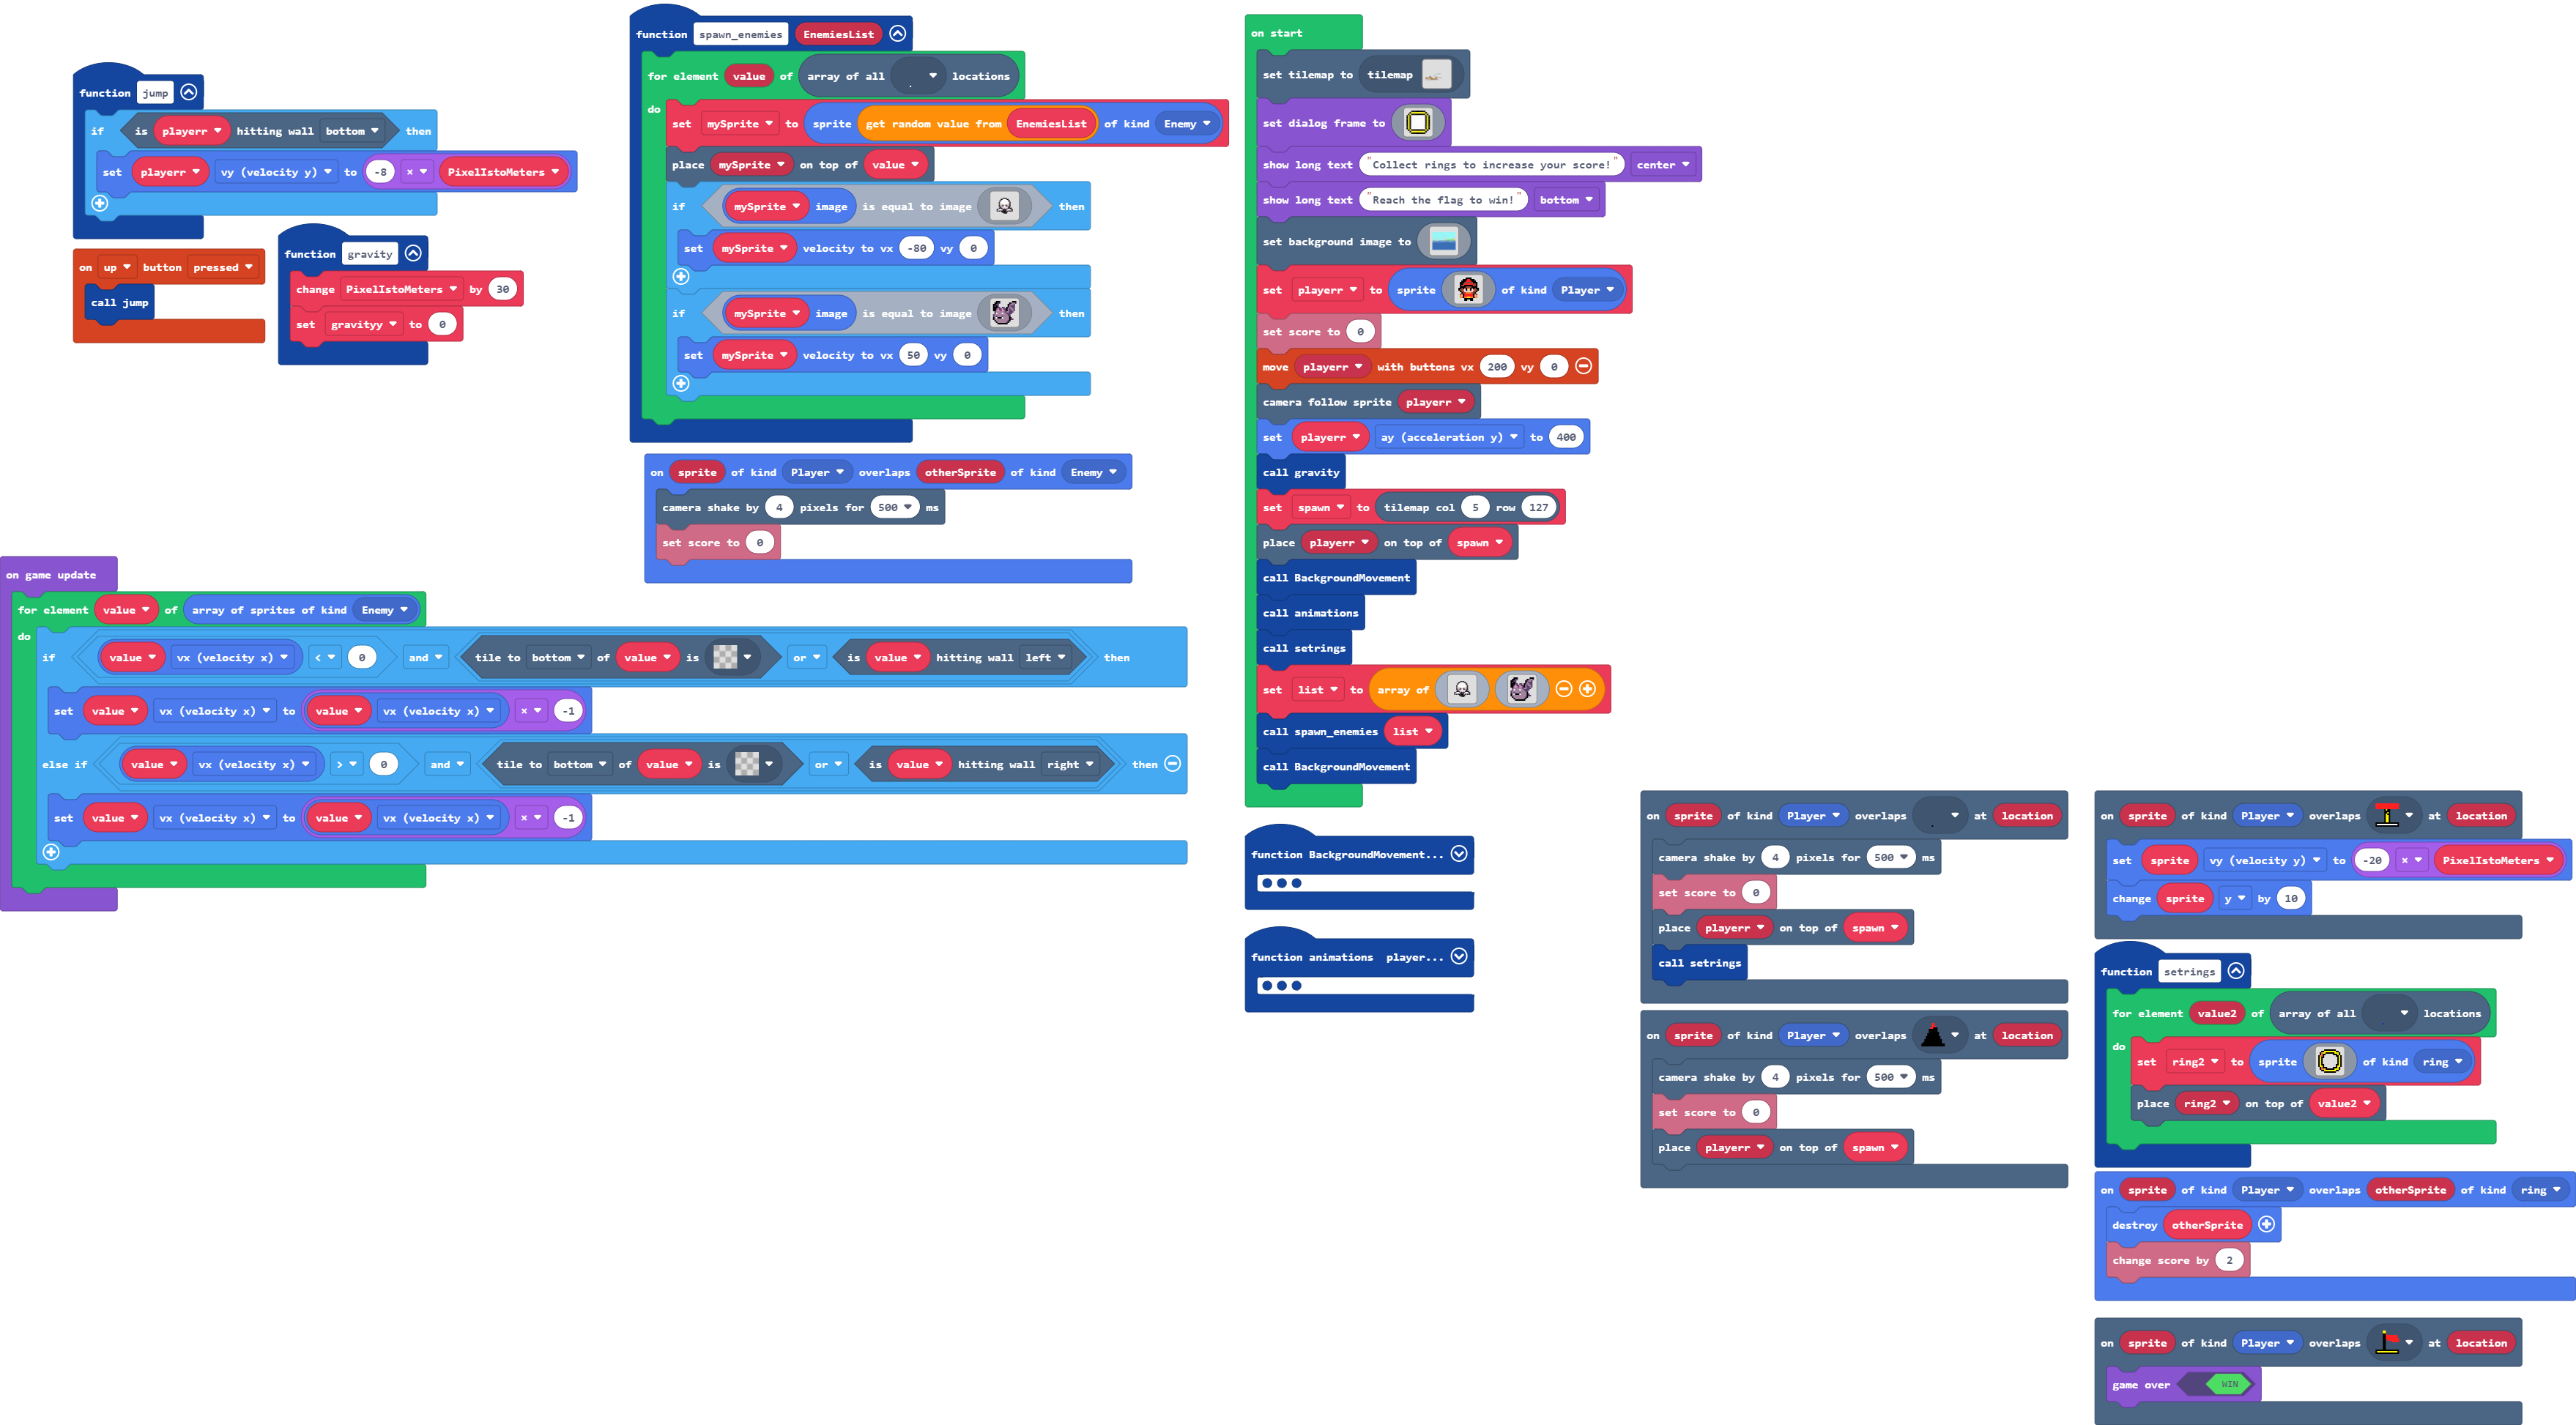 function jump
if is playerr hitting wall bottom then
set playerr vy (velocity y) to -8 × PixelIstoMeters
on up button pressed
call jump
function gravity
change PixelIstoMeters by 30
set gravityy to 0
function spawn_enemies EnemiesList
for element value of array of all locations
do
set mySprite to sprite get random value from EnemiesList of kind Enemy
place mySprite on top of value
if mySprite image is equal to image then
set mySprite velocity to vx -80 vy 0
if mySprite image is equal to image then
set mySprite velocity to vx 50 vy 0
on sprite of kind Player overlaps otherSprite of kind Enemy
camera shake by 4 pixels for 500 ms
set score to 0
on game update
for element value of array of sprites of kind Enemy
do
if value vx (velocity x) < 0 and tile to bottom of value is or is value hitting wall left then
set value vx (velocity x) to value vx (velocity x) × -1
else if value vx (velocity x) > 0 and tile to bottom of value is or is value hitting wall right then
set value vx (velocity x) to value vx (velocity x) × -1
on start
set tilemap to tilemap
set dialog frame to
show long text "Collect rings to increase your score!" center
show long text "Reach the flag to win!" bottom
set background image to
set playerr to sprite of kind Player
set score to 0
move playerr with buttons vx 200 vy 0
camera follow sprite playerr
set playerr ay (acceleration y) to 400
call gravity
set spawn to tilemap col 5 row 127
place playerr on top of spawn
call BackgroundMovement
call animations
call setrings
set list to array of
call spawn_enemies list
call BackgroundMovement
function BackgroundMovement...
function animations player...
on sprite of kind Player overlaps at location
camera shake by 4 pixels for 500 ms
set score to 0
place playerr on top of spawn
call setrings
on sprite of kind Player overlaps at location
camera shake by 4 pixels for 500 ms
set score to 0
place playerr on top of spawn
on sprite of kind Player overlaps at location
set sprite vy (velocity y) to -20 × PixelIstoMeters
change sprite y by 10
function setrings
for element value2 of array of all locations
do
set ring2 to sprite of kind ring
place ring2 on top of value2
on sprite of kind Player overlaps otherSprite of kind ring
destroy otherSprite
change score by 2
on sprite of kind Player overlaps at location
game over WIN